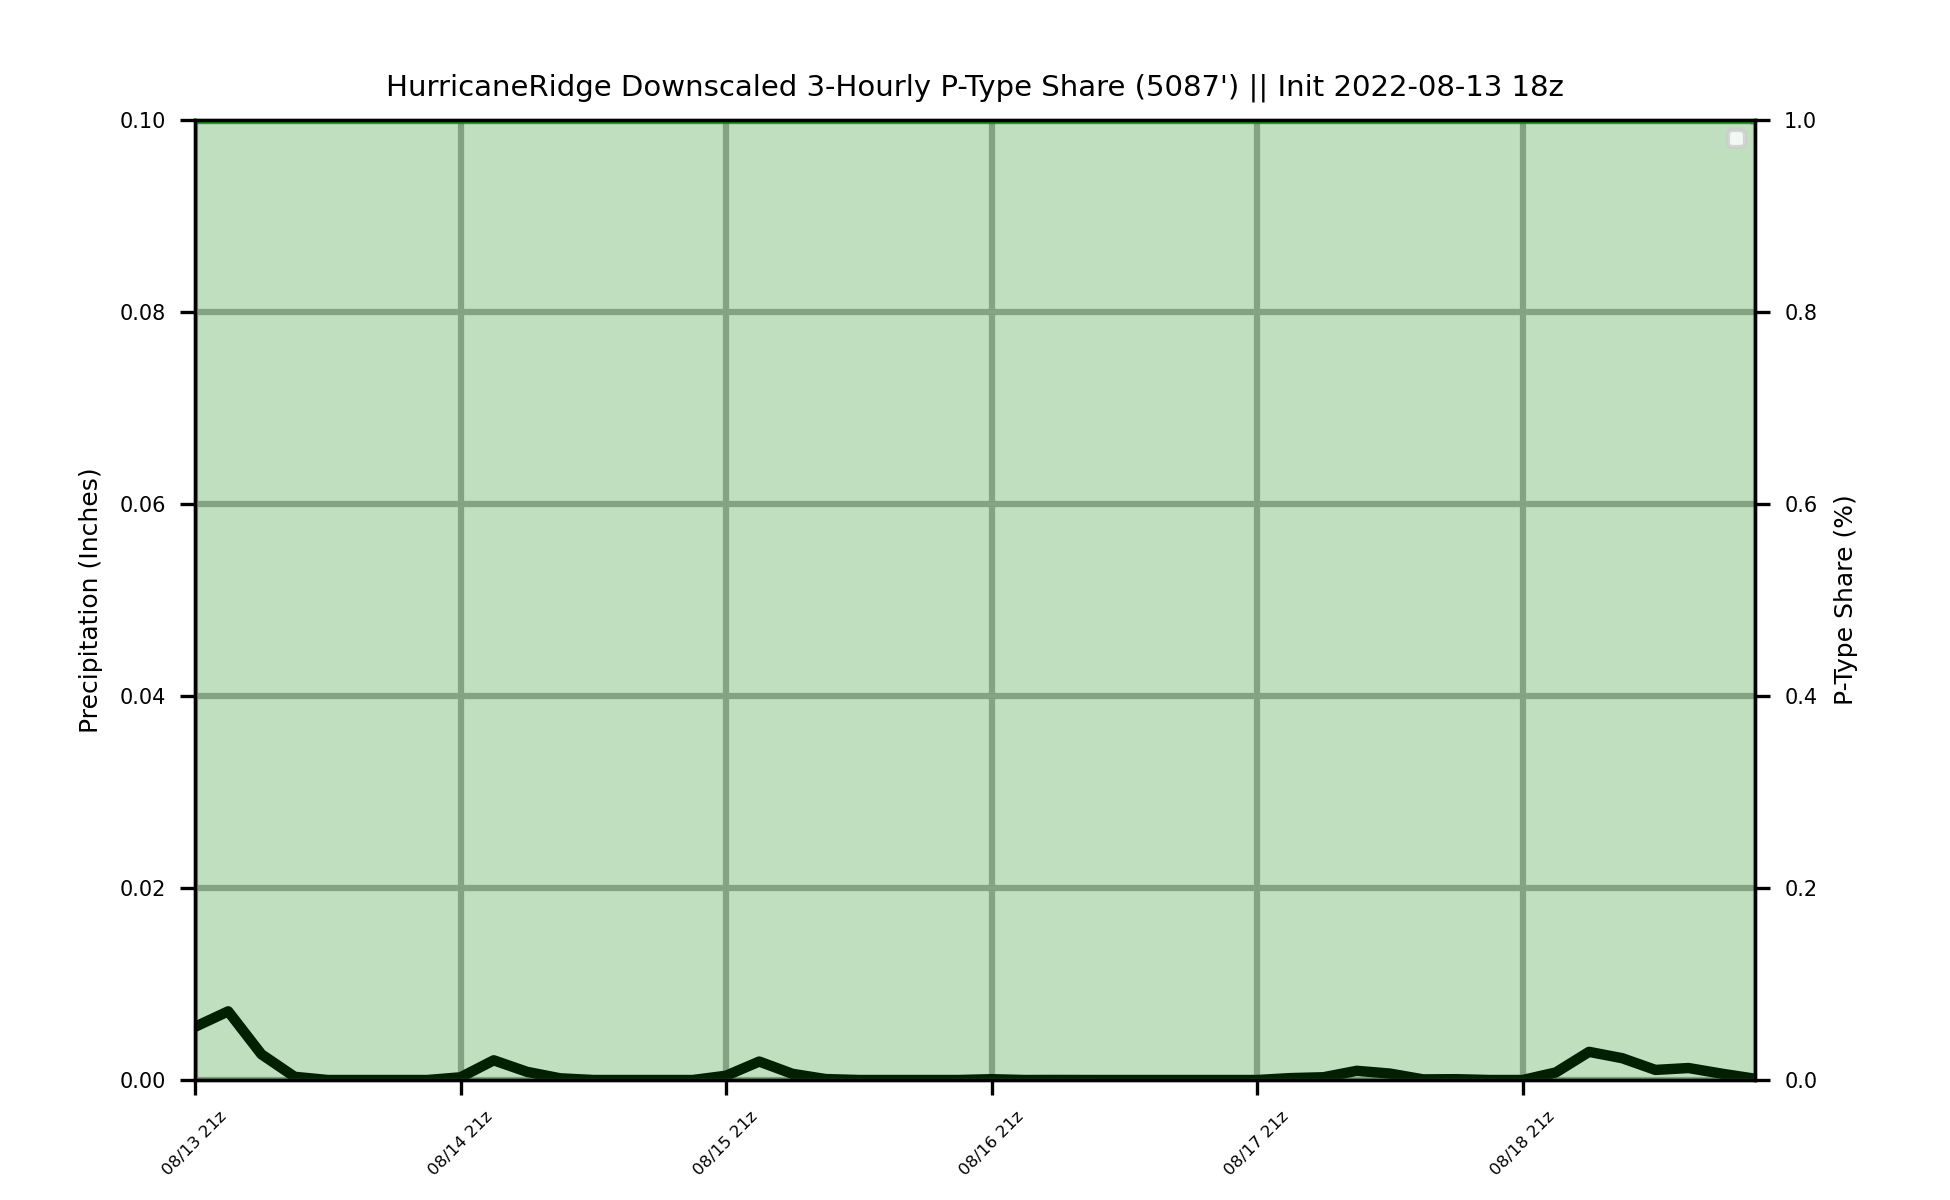 HurricaneRidge Downscaled 3-Hourly P-Type Share (5087') || Init 2022-08-13 18z
0.10
0.08
0.06
0.04
0.02
0.00
Precipitation (Inches)
1.0
0.8
0.6
0.4
0.2
0.0
P-Type Share (%)
08/13 21z
08/14 21z
08/15 21z
08/16 21z
08/17 21z
08/18 21z